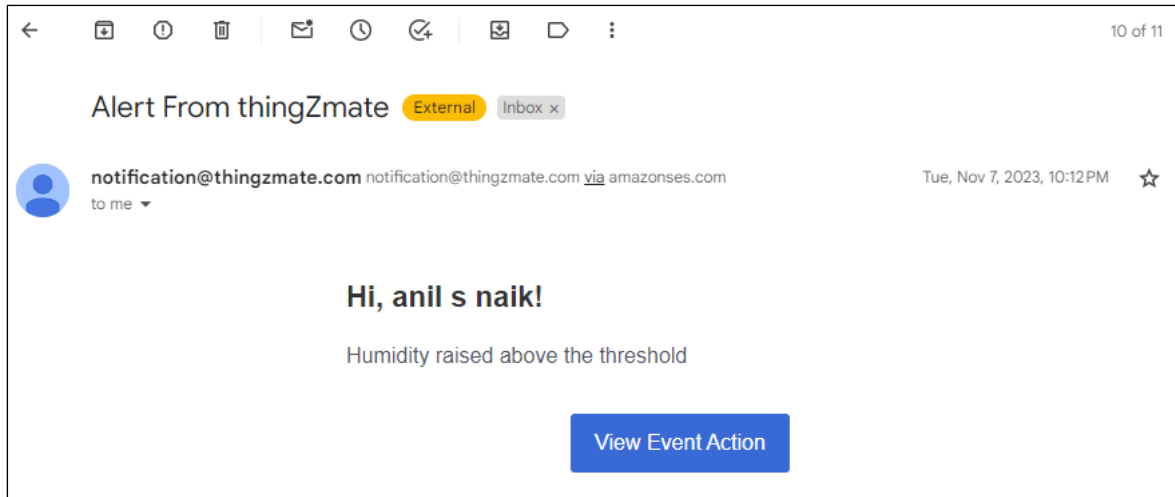 10 of 11
Alert From thingZmate External Inbox x
notification@thingzmate.com notification@thingzmate.com via amazonses.com Tue, Nov 7, 2023, 10:12 PM
to me
Hi, anil s naik!
Humidity raised above the threshold
View Event Action